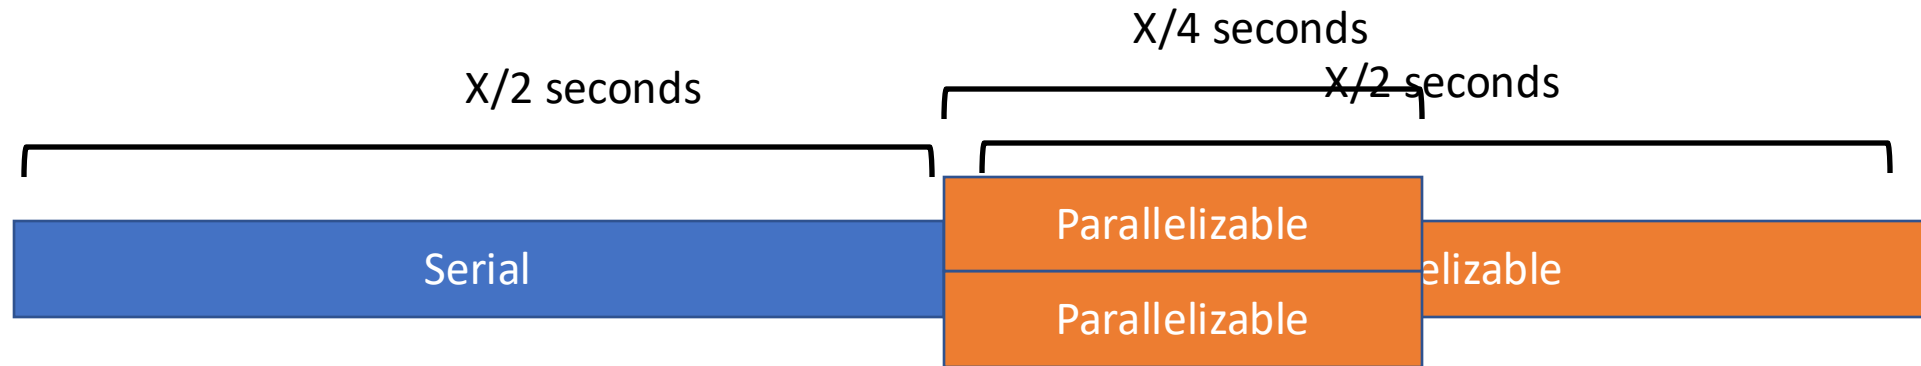 X/4 seconds
X/2 seconds
X/2 seconds
Parallelizable
Serial
elizable
Parallelizable